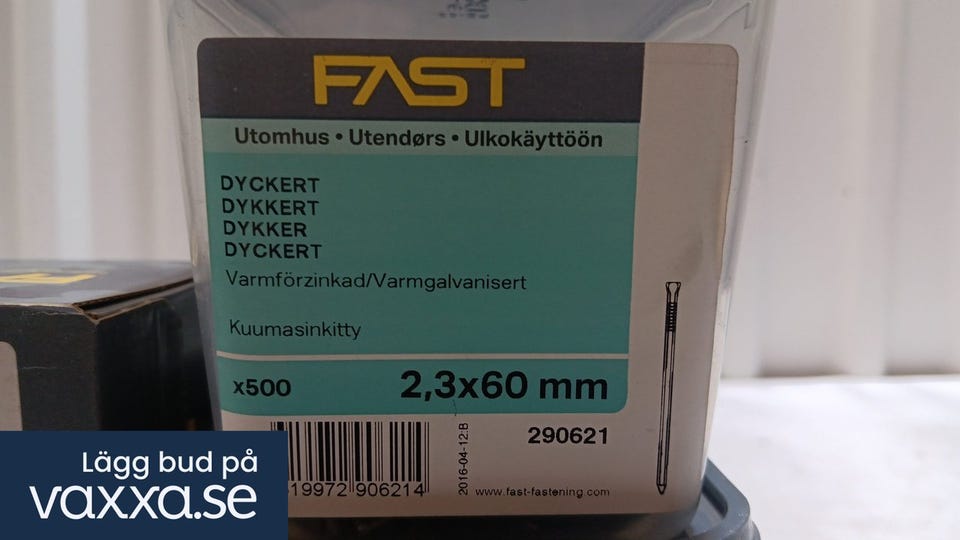 FAST
Utomhus • Utendørs • Ulkokäyttöön
DYCKERT
DYKKERT
DYKKER
DYCKERT
Varmförzinkad/Varmgalvanisert
Kuumasinkitty
x500 2,3x60 mm
290621
2016-04-12:B
19972 906214
www.fast-fastening.com
Lägg bud på
vaxxa.se